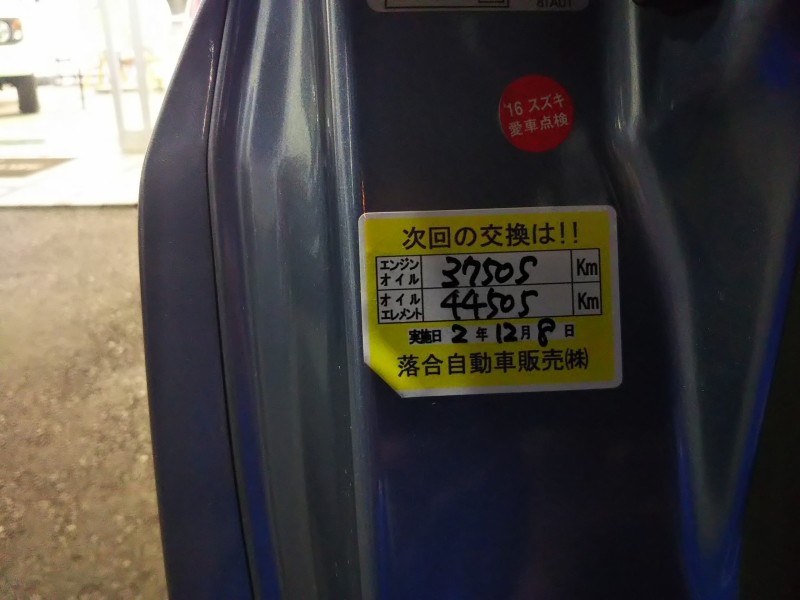 '16 スズキ
愛車点検
次回の交換は!!
エンジン
オイル 37505 Km
オイル
エレメント 44505 Km
実施日 2 年 12 月 8 日
落合自動車販売㈱